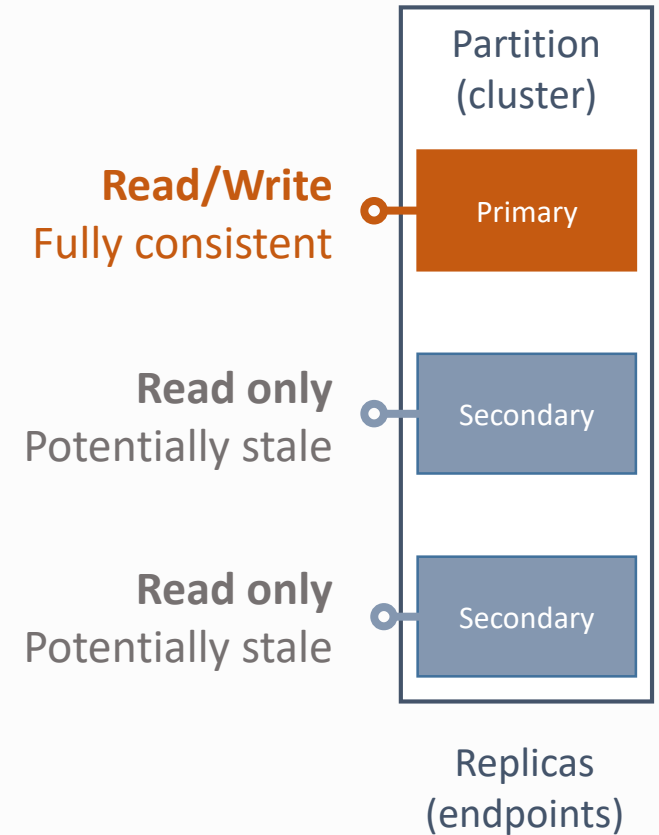 Partition
(cluster)
Read/Write
Fully consistent
Primary
Read only
Potentially stale
Secondary
Read only
Potentially stale
Secondary
Replicas
(endpoints)